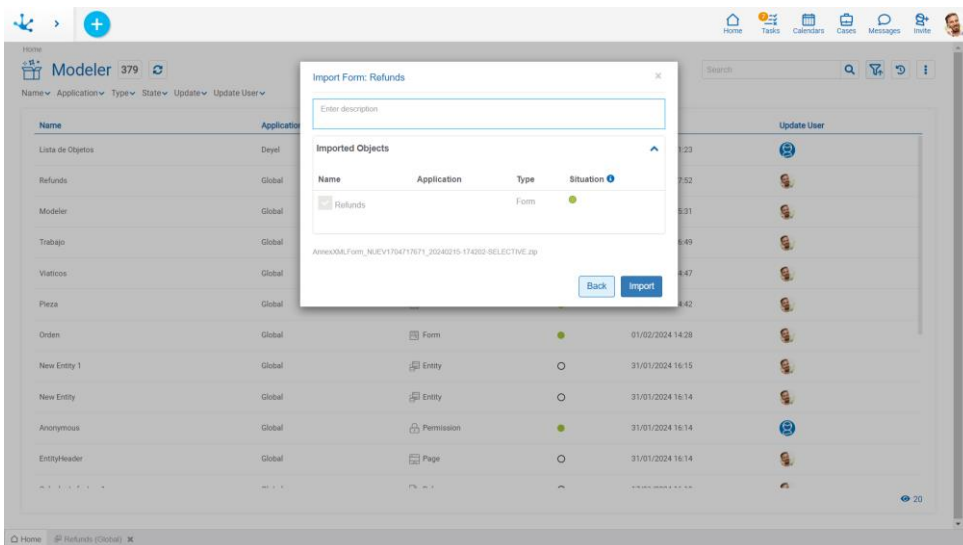 7
Home Tasks Calendars Cases Messages Invite
Home
Modeler 379
Search
Name Application Type State Update Update User
Import Form: Refunds
Enter description
Imported Objects
Name Application Type Situation
Refunds Form
AnnexXMLForm_NUEV1704717671_20240215-174202-SELECTIVE.zip
Back Import
Name Application Update User
Lista de Objetos Deyel 1:23
Refunds Global 7:52
Modeler Global 5:31
Trabajo Global 6:49
Viaticos Global 4:47
Pieza Global 4:42
Orden Global Form 01/02/2024 14:28
New Entity 1 Global Entity 31/01/2024 16:15
New Entity Global Entity 31/01/2024 16:14
Anonymous Global Permission 31/01/2024 16:14
EntityHeader Global Page 31/01/2024 16:14
20
Home Refunds (Global)